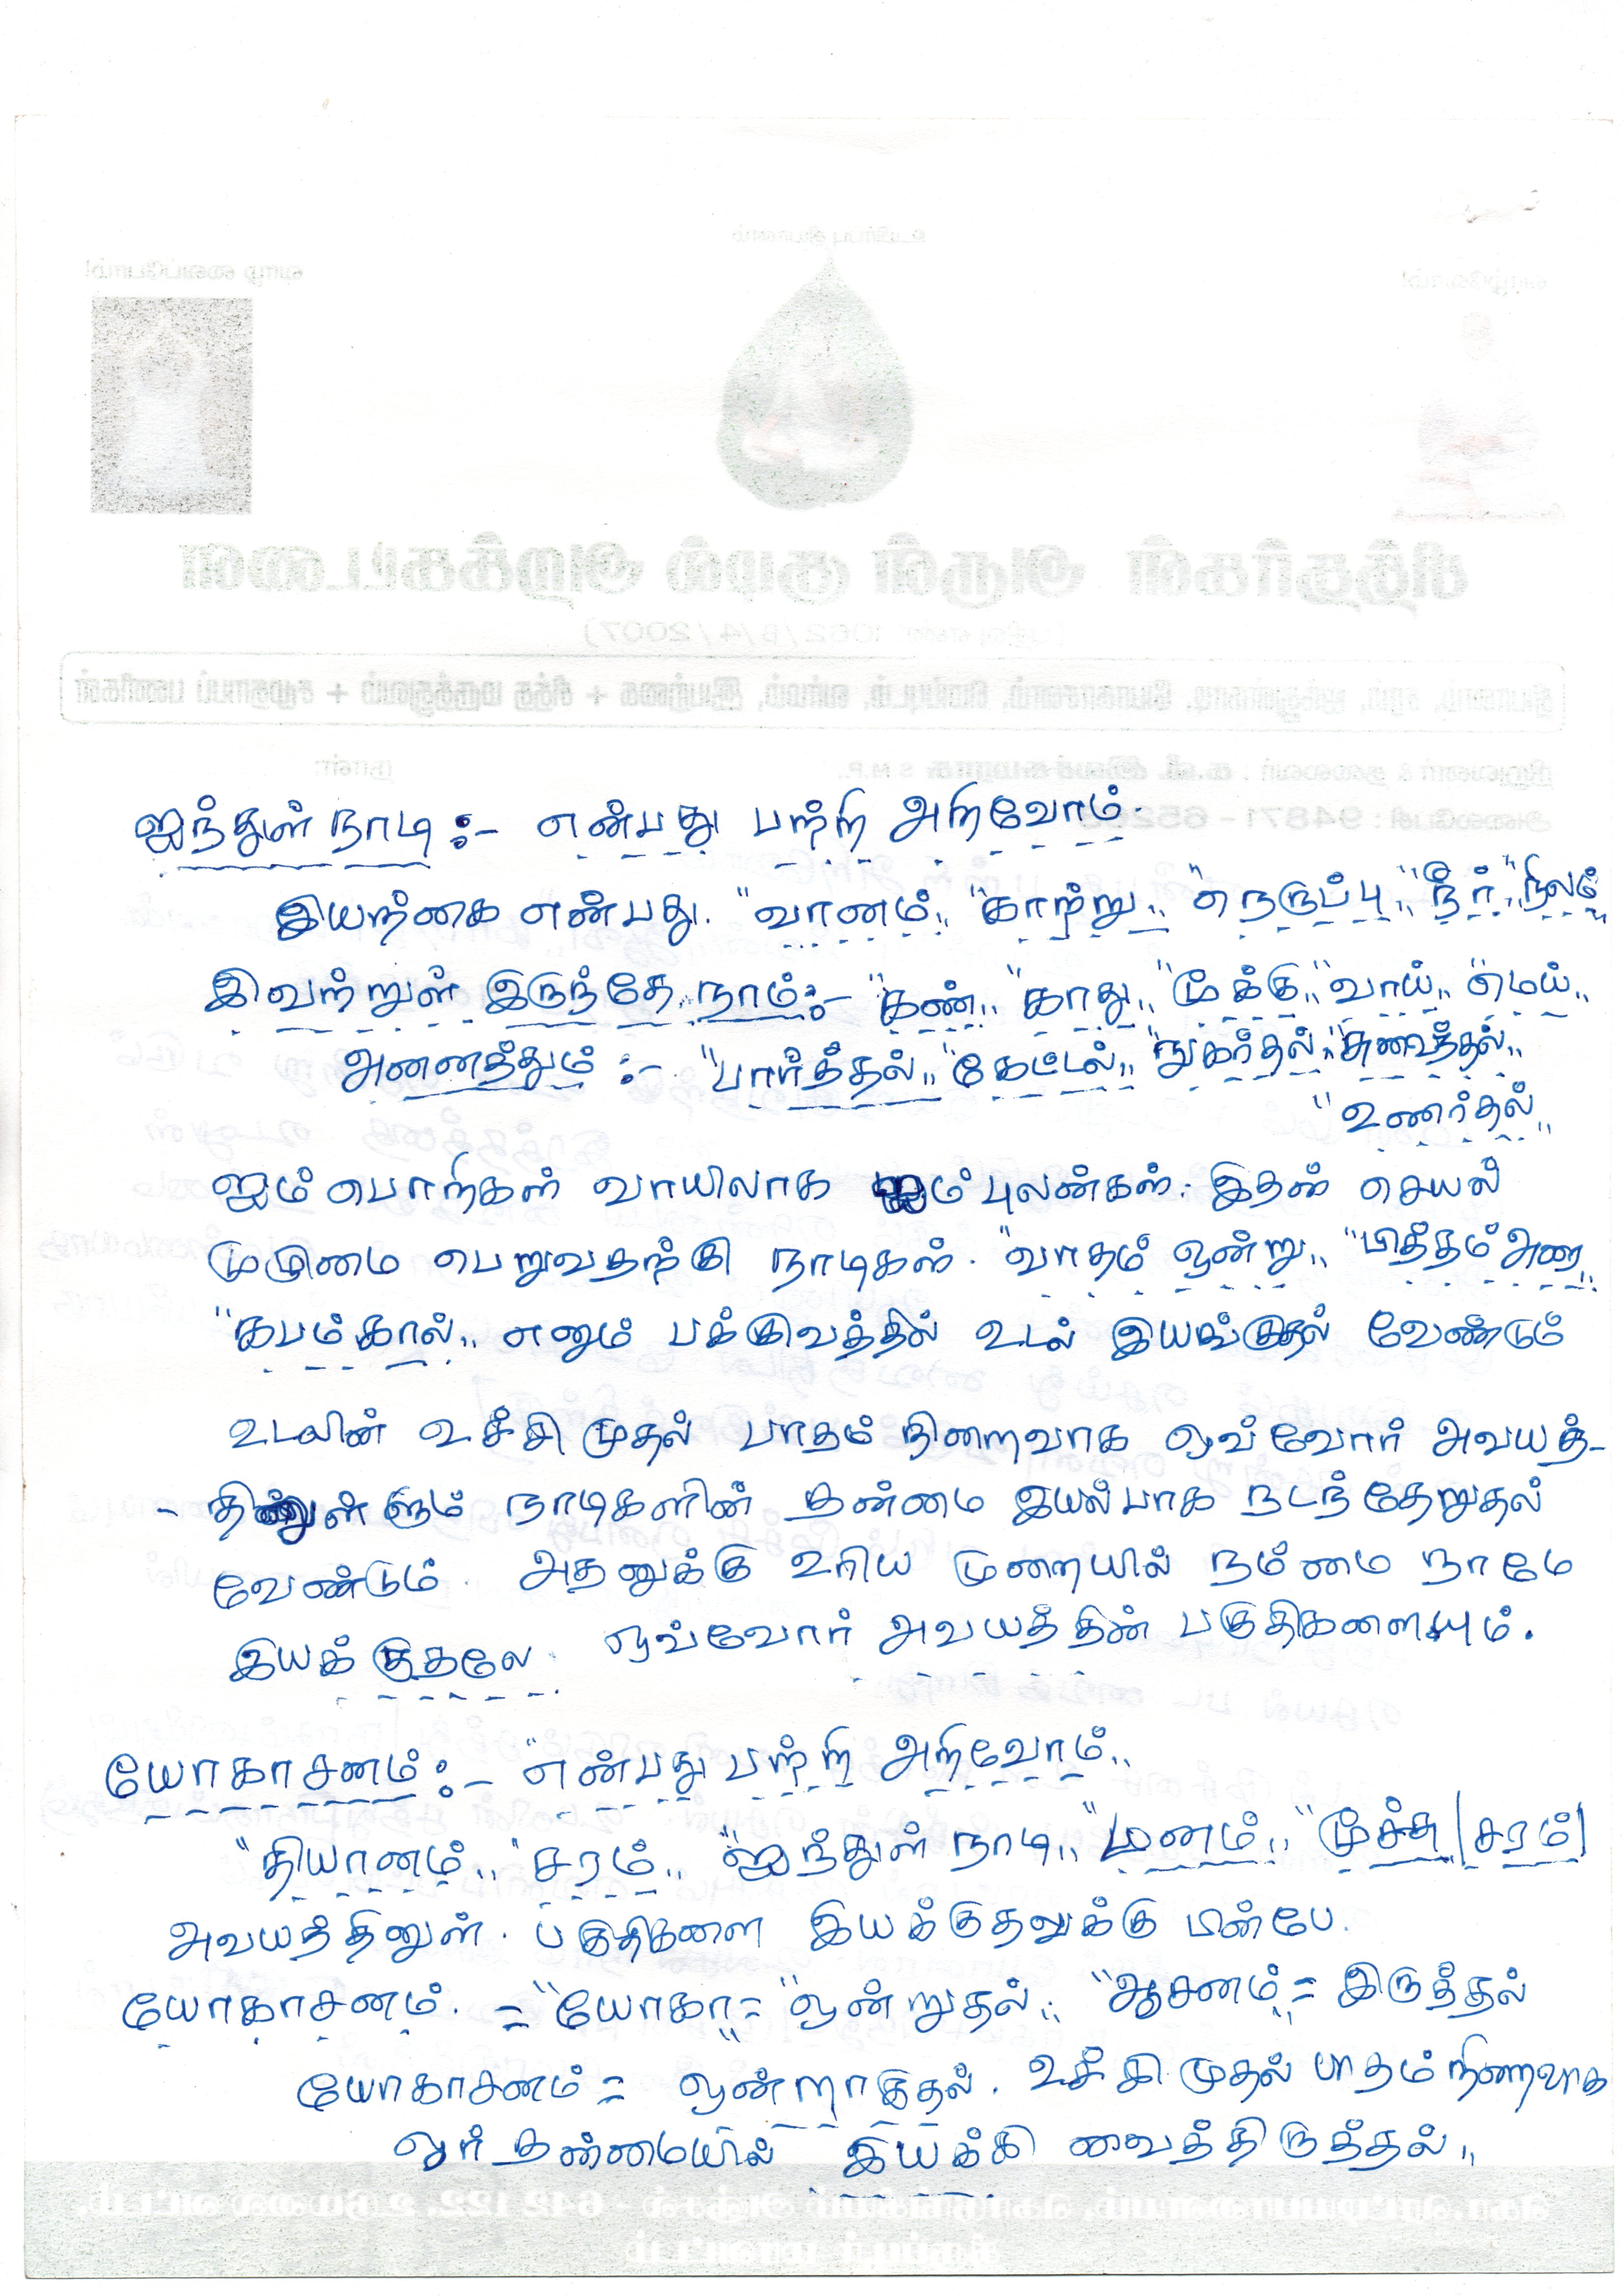 ஐந்துள் நாடி :- என்பது பற்றி அறிவோம்.
இயற்கை என்பது. "வானம்" "காற்று" "நெருப்பு" "நீர்" "நிலம்"
இவற்றுள் இருந்தே நாம் :- "கண்" "காது" "மூக்கு" "வாய்" "மெய்"
அனைத்தும் :- "பார்த்தல்" "கேட்டல்" "நுகர்தல்" "சுவைத்தல்"
"உணர்தல்"
ஐம் பொறிகள் வாயிலாக ஐம்புலன்கள். இதன் செயல்
முழுமை பெறுவதற்கு நாடிகள். "வாதம் ஒன்று" "பித்தம் அரை"
"கபம் கால்" எனும் பக்குவத்தில் உடல் இயங்குதல் வேண்டும்
உடலின் உச்சி முதல் பாதம் நிறைவாக ஒவ்வோர் அவயத்-
- தினுள்ளும் நாடிகளின் தன்மை இயல்பாக நடந்தேறுதல்
வேண்டும். அதனுக்கு உரிய முறையில் நம்மை நாமே
இயக்குதலே. ஒவ்வோர் அவயத்தின் பகுதிகளையும்.
யோகாசனம் :- "என்பது பற்றி அறிவோம்"
"தியானம்" "சரம்" "ஐந்துள் நாடி" "மனம்" "மூச்சு |சரம்|
அவயத்தினுள். பகுதிகளை இயக்குதலுக்கு பின்பே.
யோகாசனம். = "யோகா" = "ஒன்றுதல்" "ஆசனம்" = இருத்தல்
யோகாசனம் = ஒன்றாகுதல். உச்சி முதல் பாதம் நிறைவாக
ஓர் தன்மையில் இயக்கி வைத்திருத்தல்"